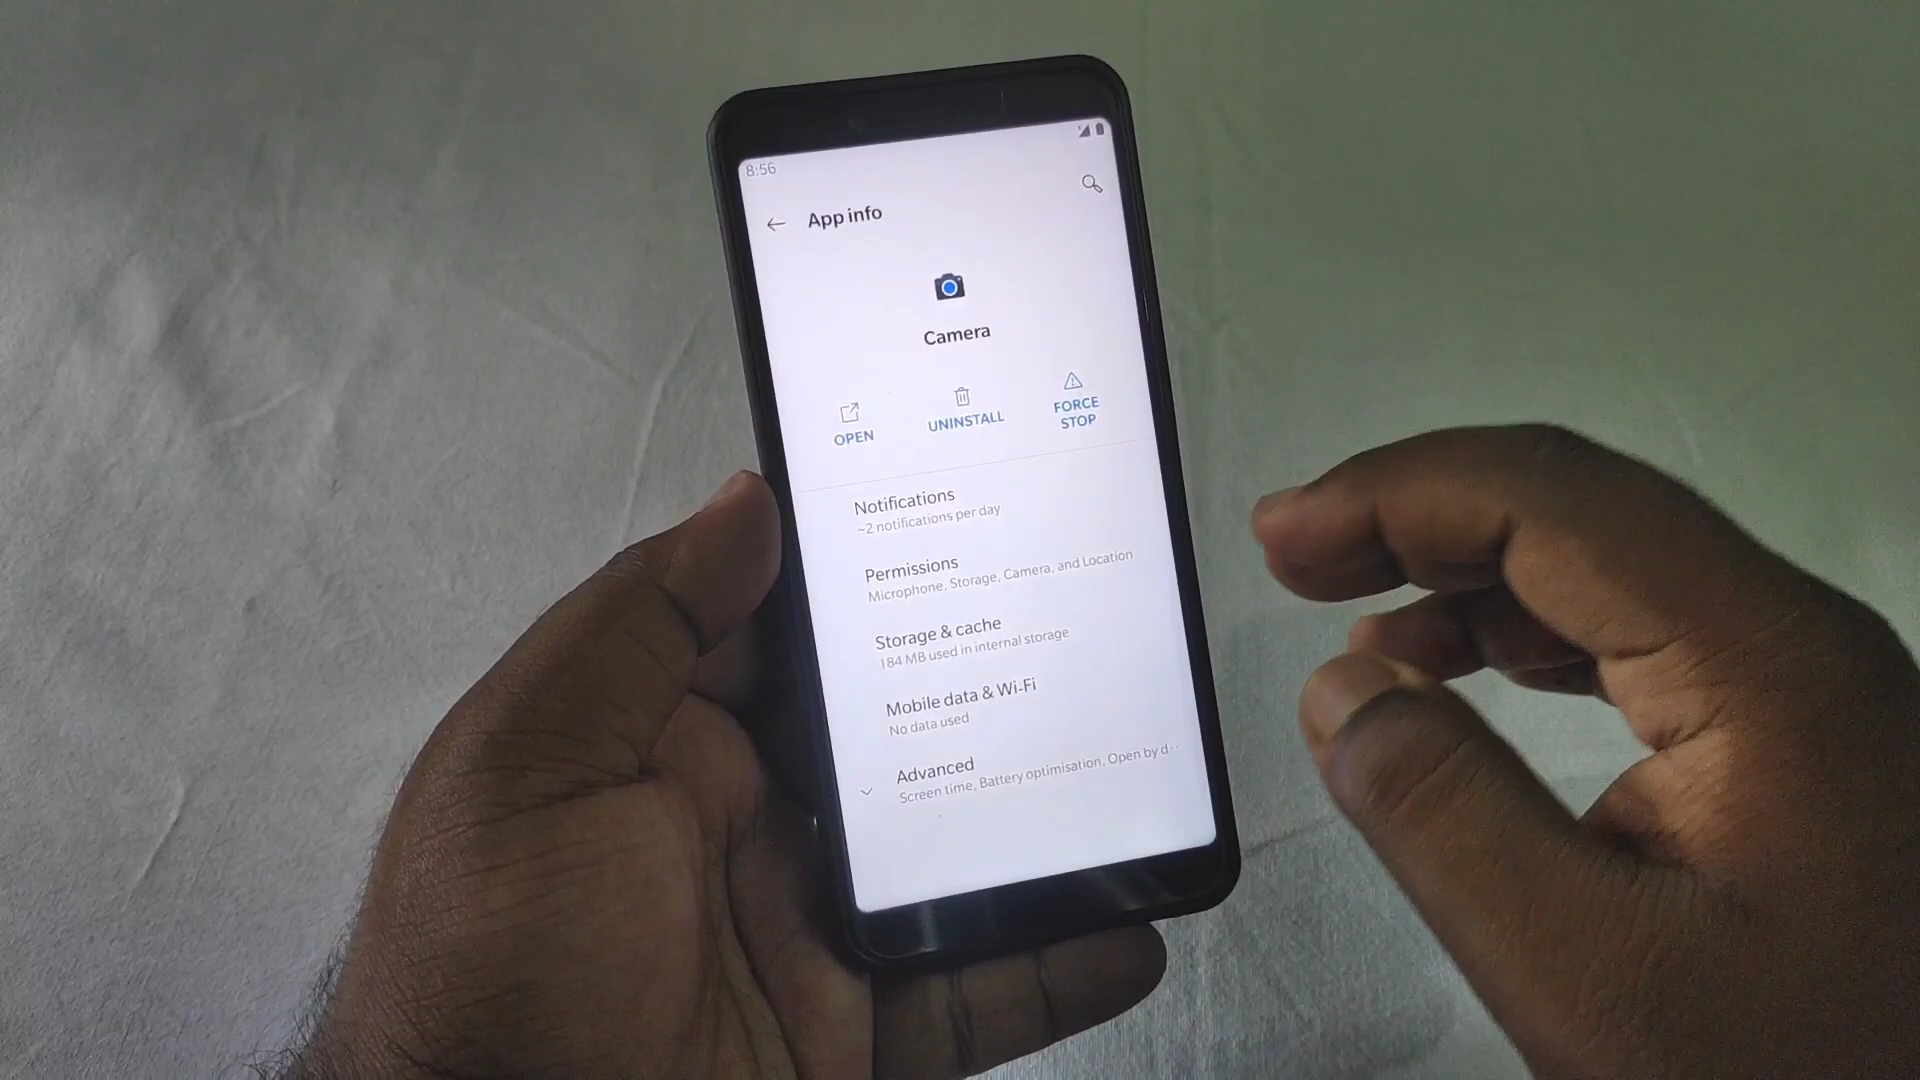 8:56
App info
Camera
OPEN
UNINSTALL
FORCE
STOP
Notifications
~2 notifications per day
Permissions
Microphone, Storage, Camera, and Location
Storage & cache
184 MB used in internal storage
Mobile data & Wi-Fi
No data used
Advanced
Screen time, Battery optimisation, Open by d··